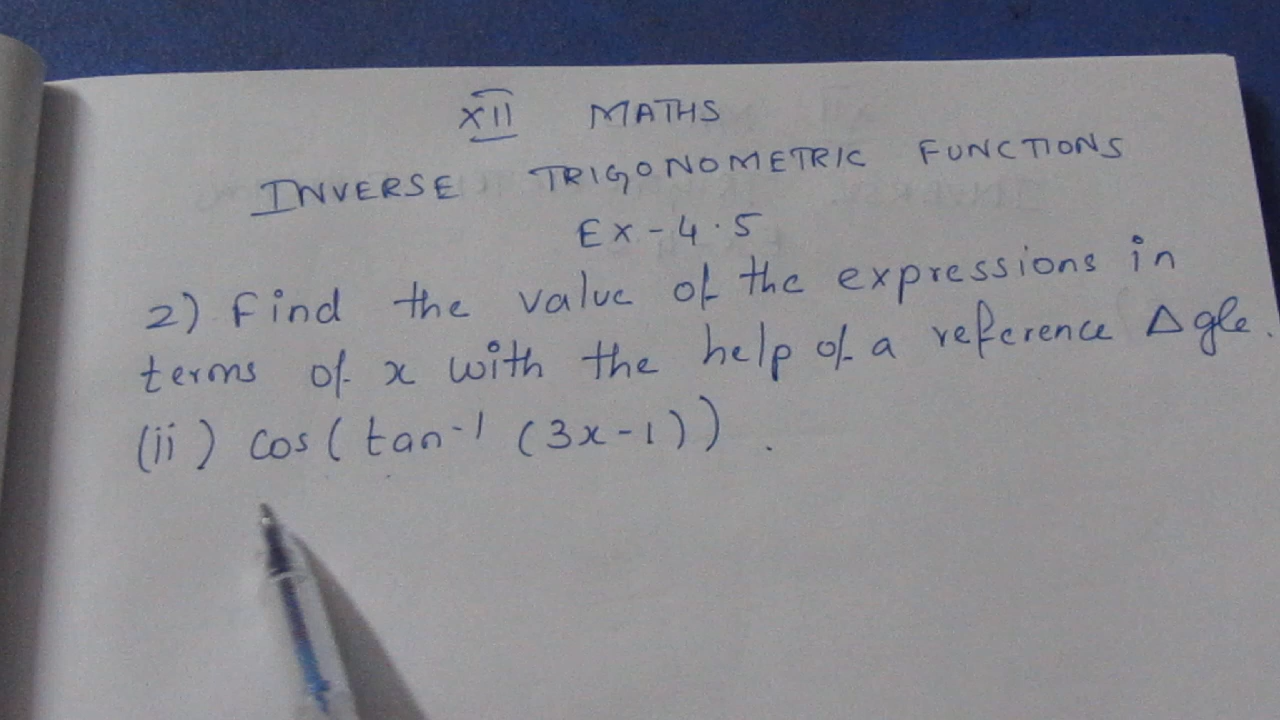 XII MATHS
INVERSE TRIGONOMETRIC FUNCTIONS
Ex - 4.5
2) Find the value of the expressions in
terms of x with the help of a reference Δgle.
(ii) cos(tan⁻¹ (3x-1)).